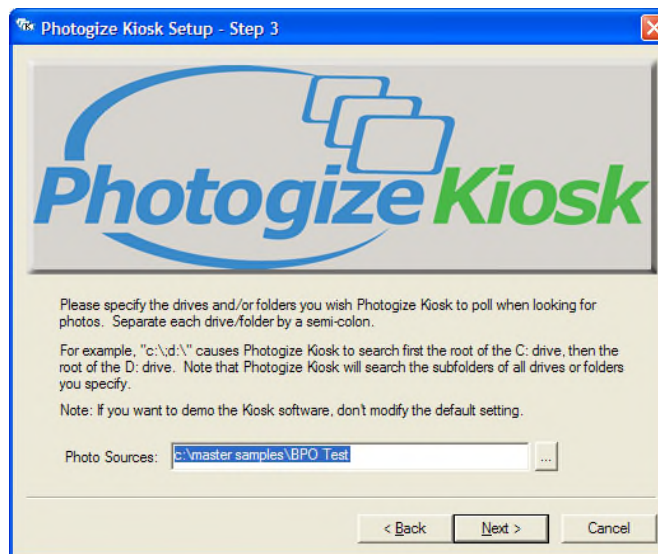 Photogize Kiosk Setup - Step 3
Photogize Kiosk
Please specify the drives and/or folders you wish Photogize Kiosk to poll when looking for
photos. Separate each drive/folder by a semi-colon.
For example, "c:\;d:\" causes Photogize Kiosk to search first the root of the C: drive, then the
root of the D: drive. Note that Photogize Kiosk will search the subfolders of all drives or folders
you specify.
Note: If you want to demo the Kiosk software, don't modify the default setting.
Photo Sources: c:\master samples\BPO Test ...
< Back Next > Cancel